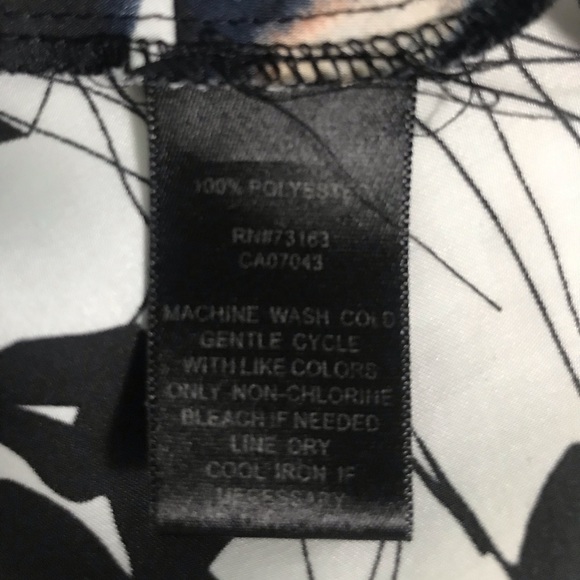 100% POLYESTER
RN#73163
CA07043
MACHINE WASH COLD
GENTLE CYCLE
WITH LIKE COLORS
ONLY NON-CHLORINE
BLEACH IF NEEDED
LINE DRY
COOL IRON IF
NECESSARY